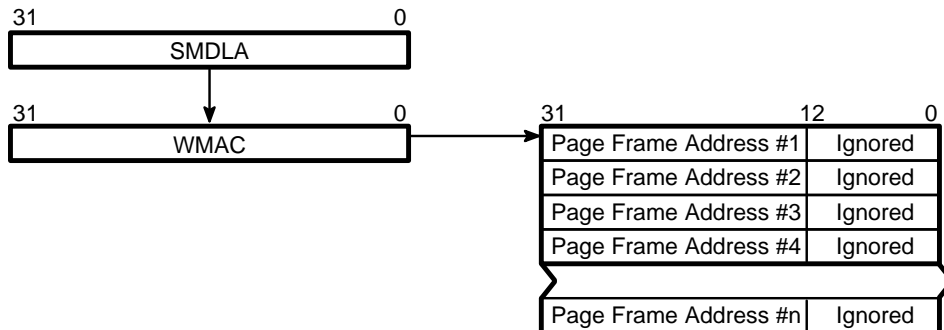 31 0
SMDLA
31 0
WMAC
31 12 0
Page Frame Address #1 Ignored
Page Frame Address #2 Ignored
Page Frame Address #3 Ignored
Page Frame Address #4 Ignored
Page Frame Address #n Ignored